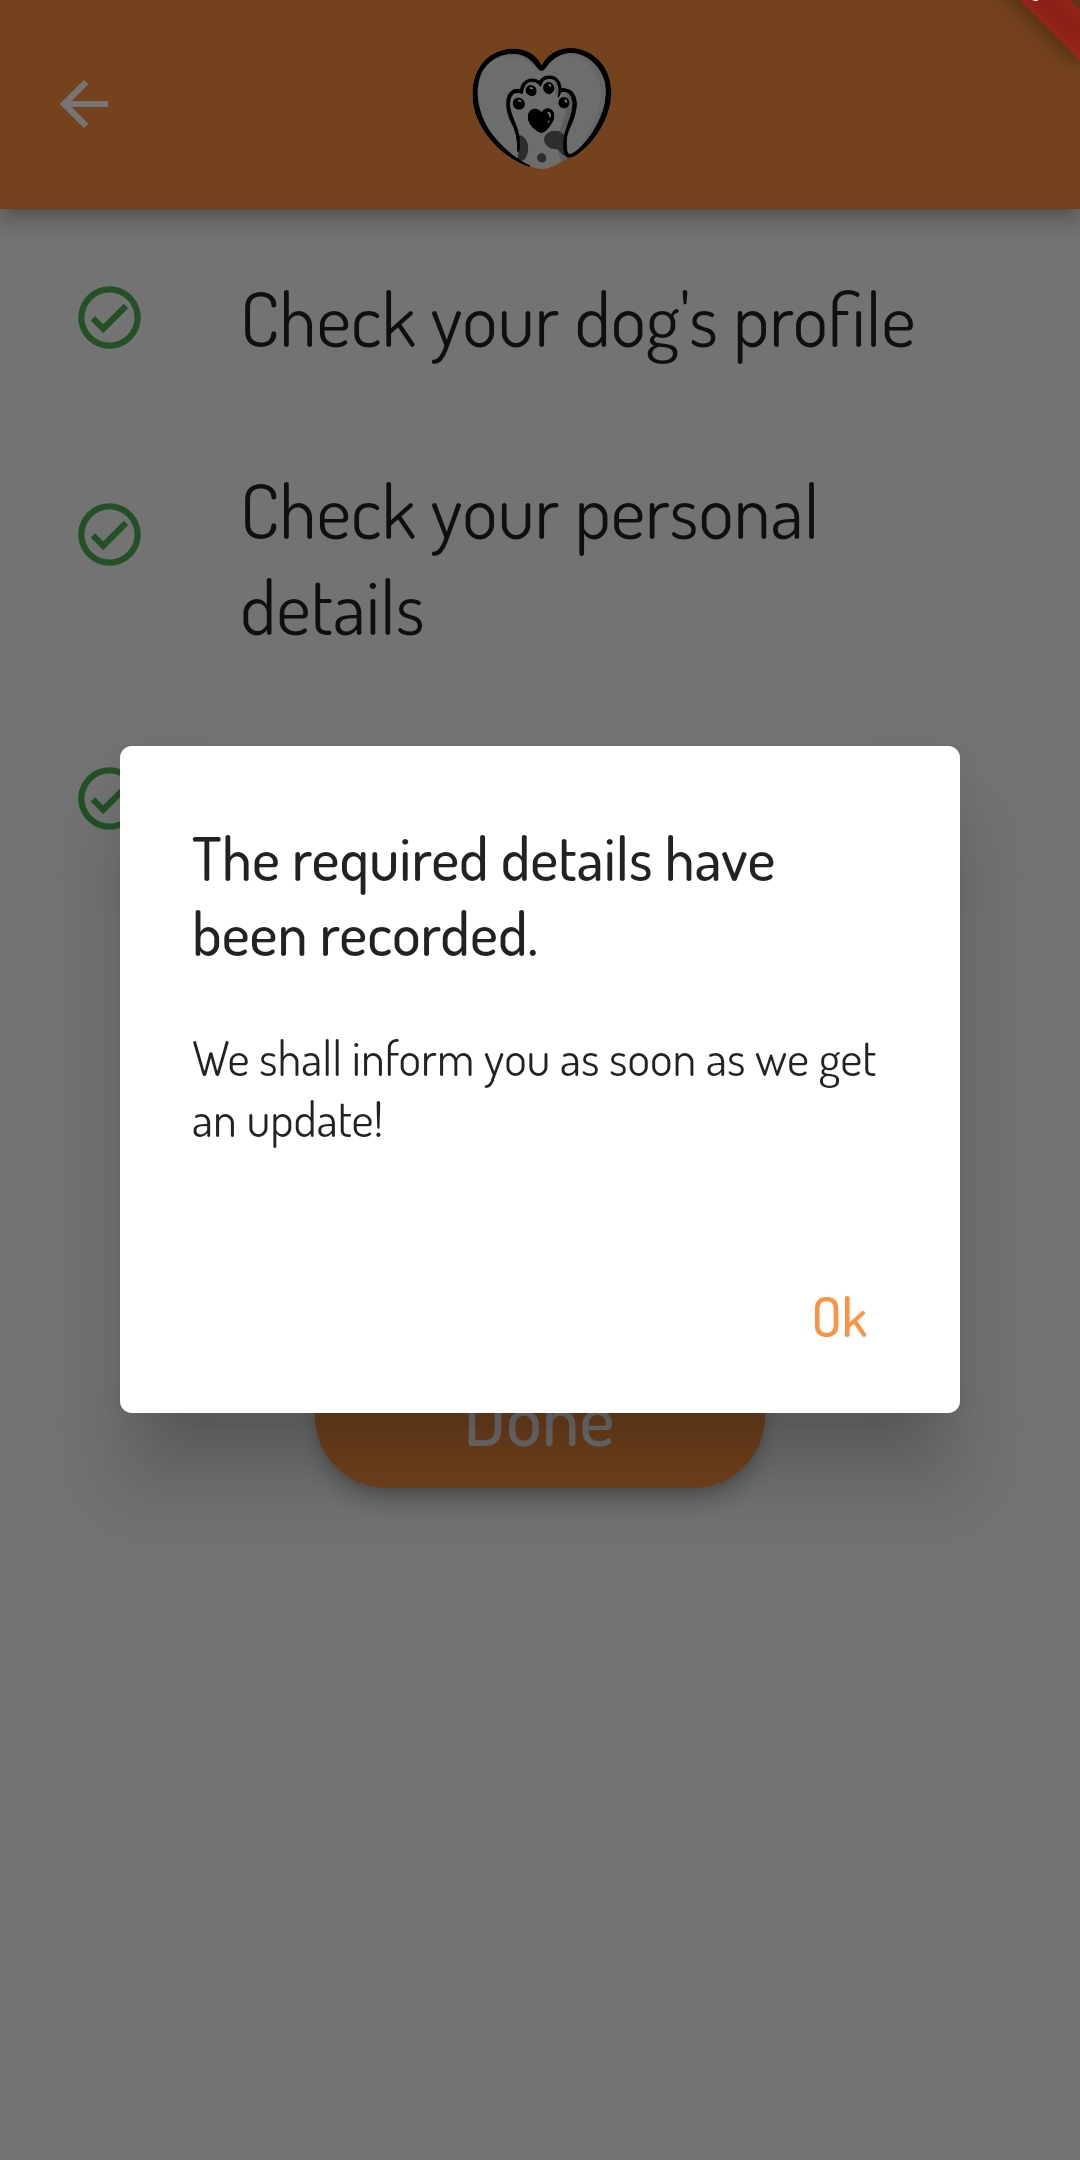 Check your dog's profile
Check your personal
details
The required details have
been recorded.
We shall inform you as soon as we get
an update!
Ok
Done